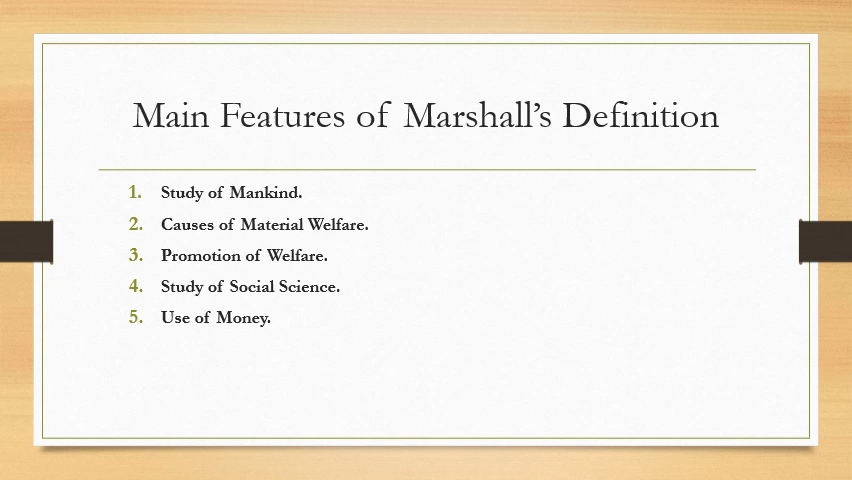 Main Features of Marshall’s Definition
1. Study of Mankind.
2. Causes of Material Welfare.
3. Promotion of Welfare.
4. Study of Social Science.
5. Use of Money.